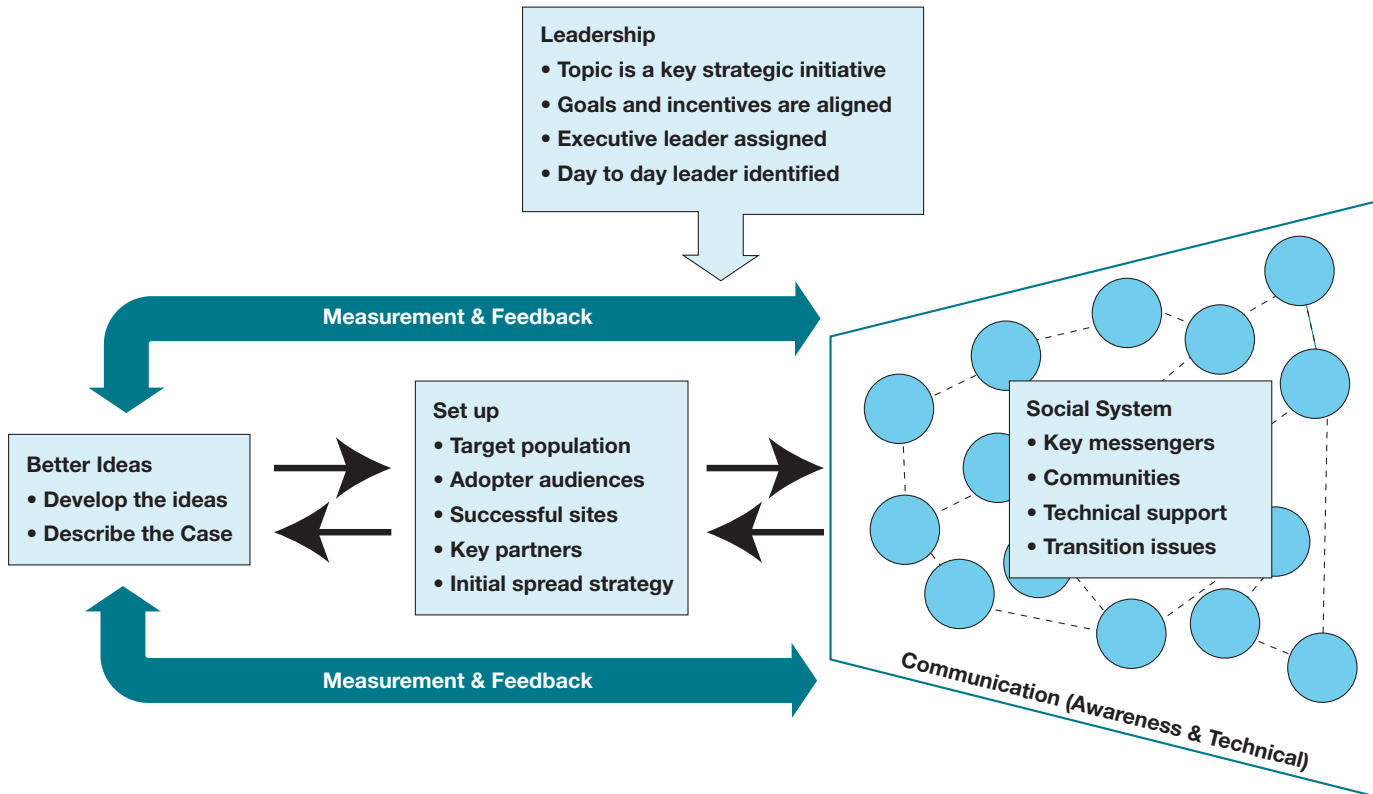 Leadership
• Topic is a key strategic initiative
• Goals and incentives are aligned
• Executive leader assigned
• Day to day leader identified
Measurement & Feedback
Better Ideas
• Develop the ideas
• Describe the Case
Set up
• Target population
• Adopter audiences
• Successful sites
• Key partners
• Initial spread strategy
Social System
• Key messengers
• Communities
• Technical support
• Transition issues
Measurement & Feedback
Communication (Awareness & Technical)